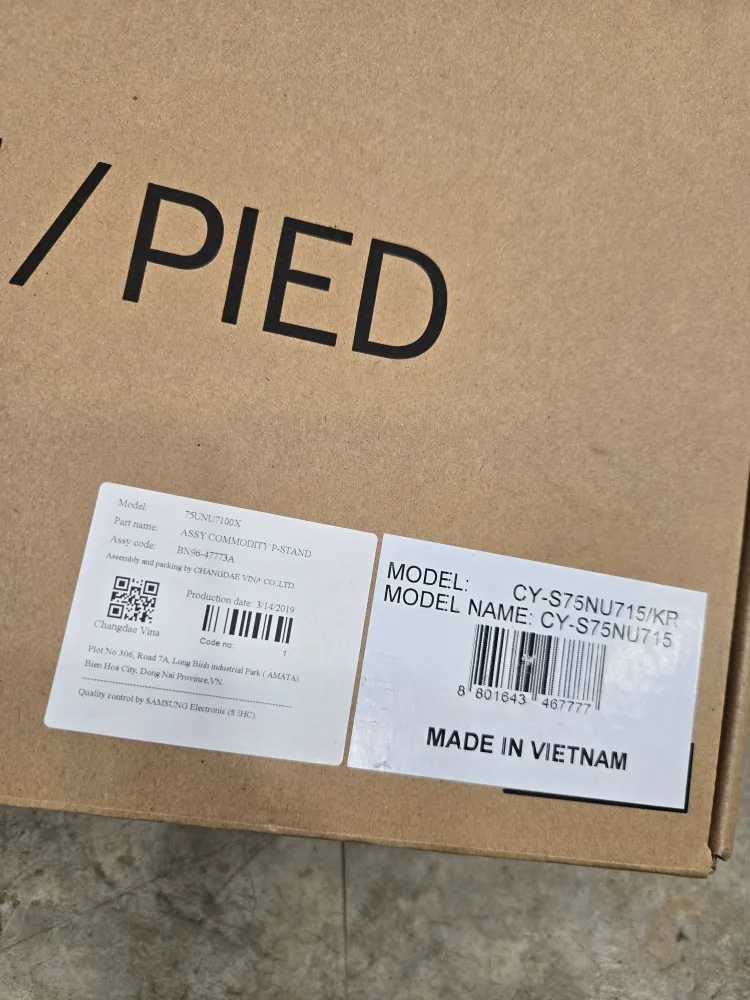 / PIED
Model: 75UNU7100X
Part name: ASSY COMMODITY P-STAND
Assy code: BN96-47773A
Assembly and packing by CHANGDAE VINA CO.,LTD.
Production date: 3/14/2019
Changdae Vina
Code no: 1
Plot No 306, Road 7A, Long Binh industrial Park ( AMATA)
Bien Hoa City, Dong Nai Province,VN.
Quality control by SAMSUNG Electronic (SEHC)
MODEL: CY-S75NU715/KR
MODEL NAME: CY-S75NU715
8 801643 467777
MADE IN VIETNAM